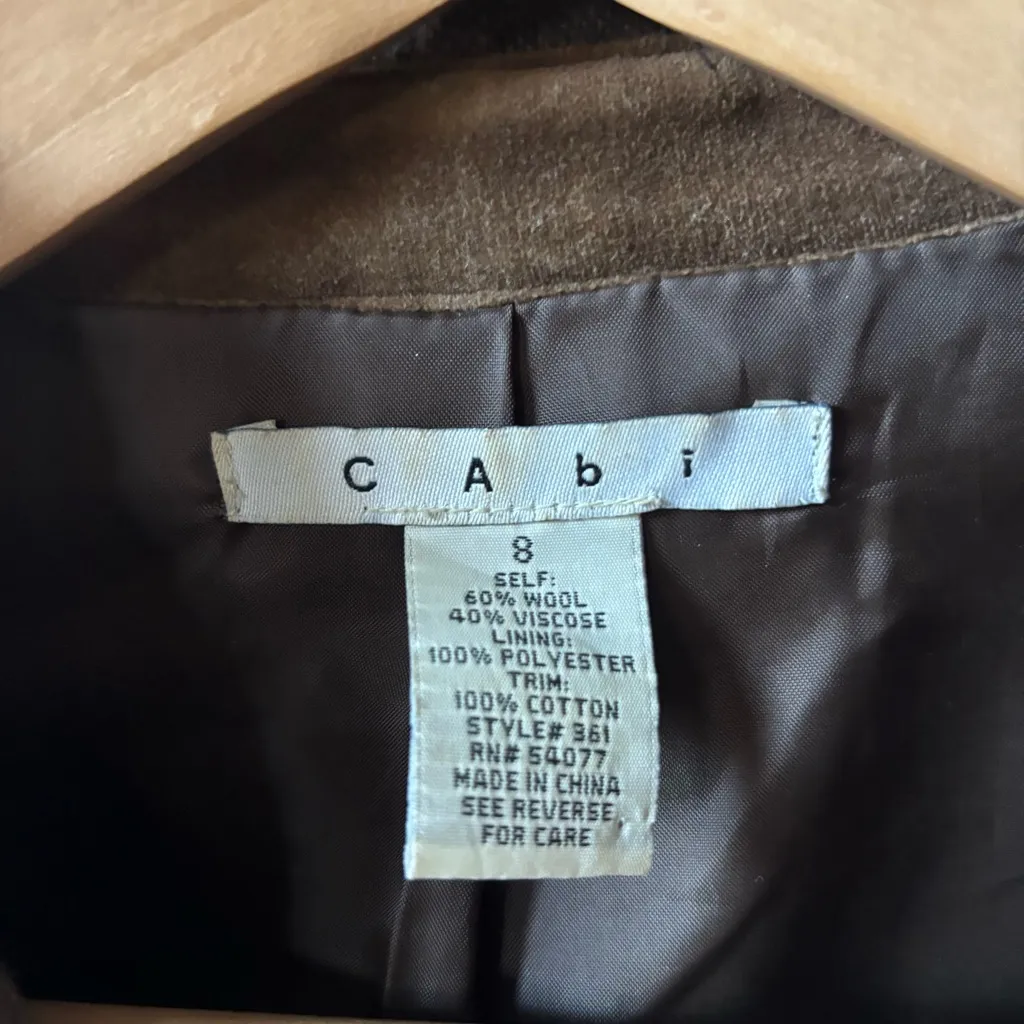 CAbi
8
SELF:
60% WOOL
40% VISCOSE
LINING:
100% POLYESTER
TRIM:
100% COTTON
STYLE# 361
RN# 54077
MADE IN CHINA
SEE REVERSE
FOR CARE